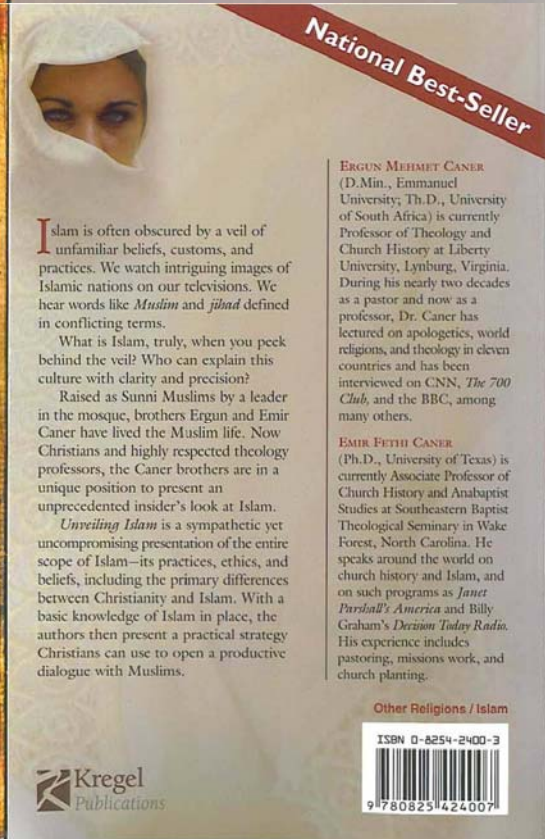 National Best-Seller
Islam is often obscured by a veil of
unfamiliar beliefs, customs, and
practices. We watch intriguing images of
Islamic nations on our televisions. We
hear words like Muslim and jihad defined
in conflicting terms.
What is Islam, truly, when you peek
behind the veil? Who can explain this
culture with clarity and precision?
Raised as Sunni Muslims by a leader
in the mosque, brothers Ergun and Emir
Caner have lived the Muslim life. Now
Christians and highly respected theology
professors, the Caner brothers are in a
unique position to present an
unprecedented insider's look at Islam.
Unveiling Islam is a sympathetic yet
uncompromising presentation of the entire
scope of Islam—its practices, ethics, and
beliefs, including the primary differences
between Christianity and Islam. With a
basic knowledge of Islam in place, the
authors then present a practical strategy
Christians can use to open a productive
dialogue with Muslims.
ERGUN MEHMET CANER
(D.Min., Emmanuel
University; Th.D., University
of South Africa) is currently
Professor of Theology and
Church History at Liberty
University, Lynburg, Virginia.
During his nearly two decades
as a pastor and now as a
professor, Dr. Caner has
lectured on apologetics, world
religions, and theology in eleven
countries and has been
interviewed on CNN, The 700
Club, and the BBC, among
many others.
EMIR FETHI CANER
(Ph.D., University of Texas) is
currently Associate Professor of
Church History and Anabaptist
Studies at Southeastern Baptist
Theological Seminary in Wake
Forest, North Carolina. He
speaks around the world on
church history and Islam, and
on such programs as Janet
Parshall's America and Billy
Graham's Decision Today Radio.
His experience includes
pastoring, missions work, and
church planting.
Other Religions / Islam
ISBN 0-8254-2400-3
9 780825 424007
Kregel
Publications